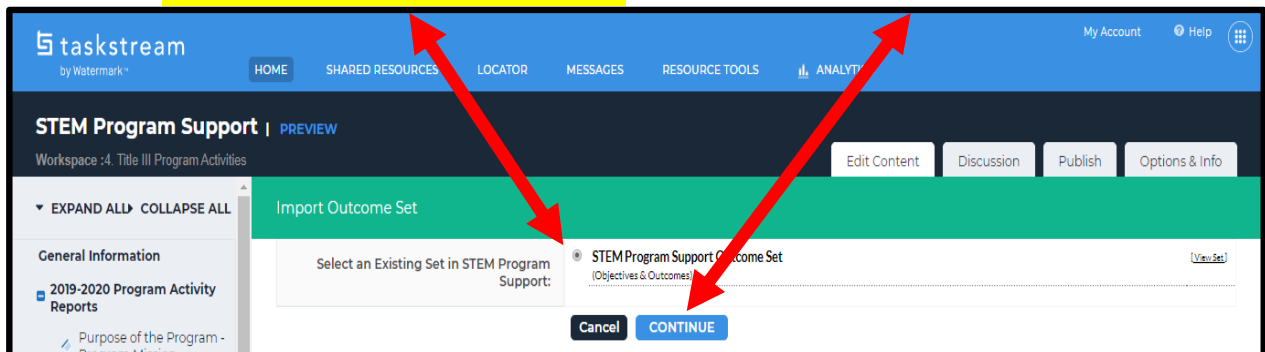 taskstream
by Watermark™
My Account
Help
HOME
SHARED RESOURCES
LOCATOR
MESSAGES
RESOURCE TOOLS
STEM Program Support | PREVIEW
Workspace :4. Title III Program Activities
Edit Content
Discussion
Publish
Options & Info
EXPAND ALL
COLLAPSE ALL
Import Outcome Set
General Information
2019-2020 Program Activity
Reports
Purpose of the Program -
Program Mission
Select an Existing Set in STEM Program
Support:
STEM Program Support Outcome Set
(Objectives & Outcomes)
[View Set]
Cancel
CONTINUE